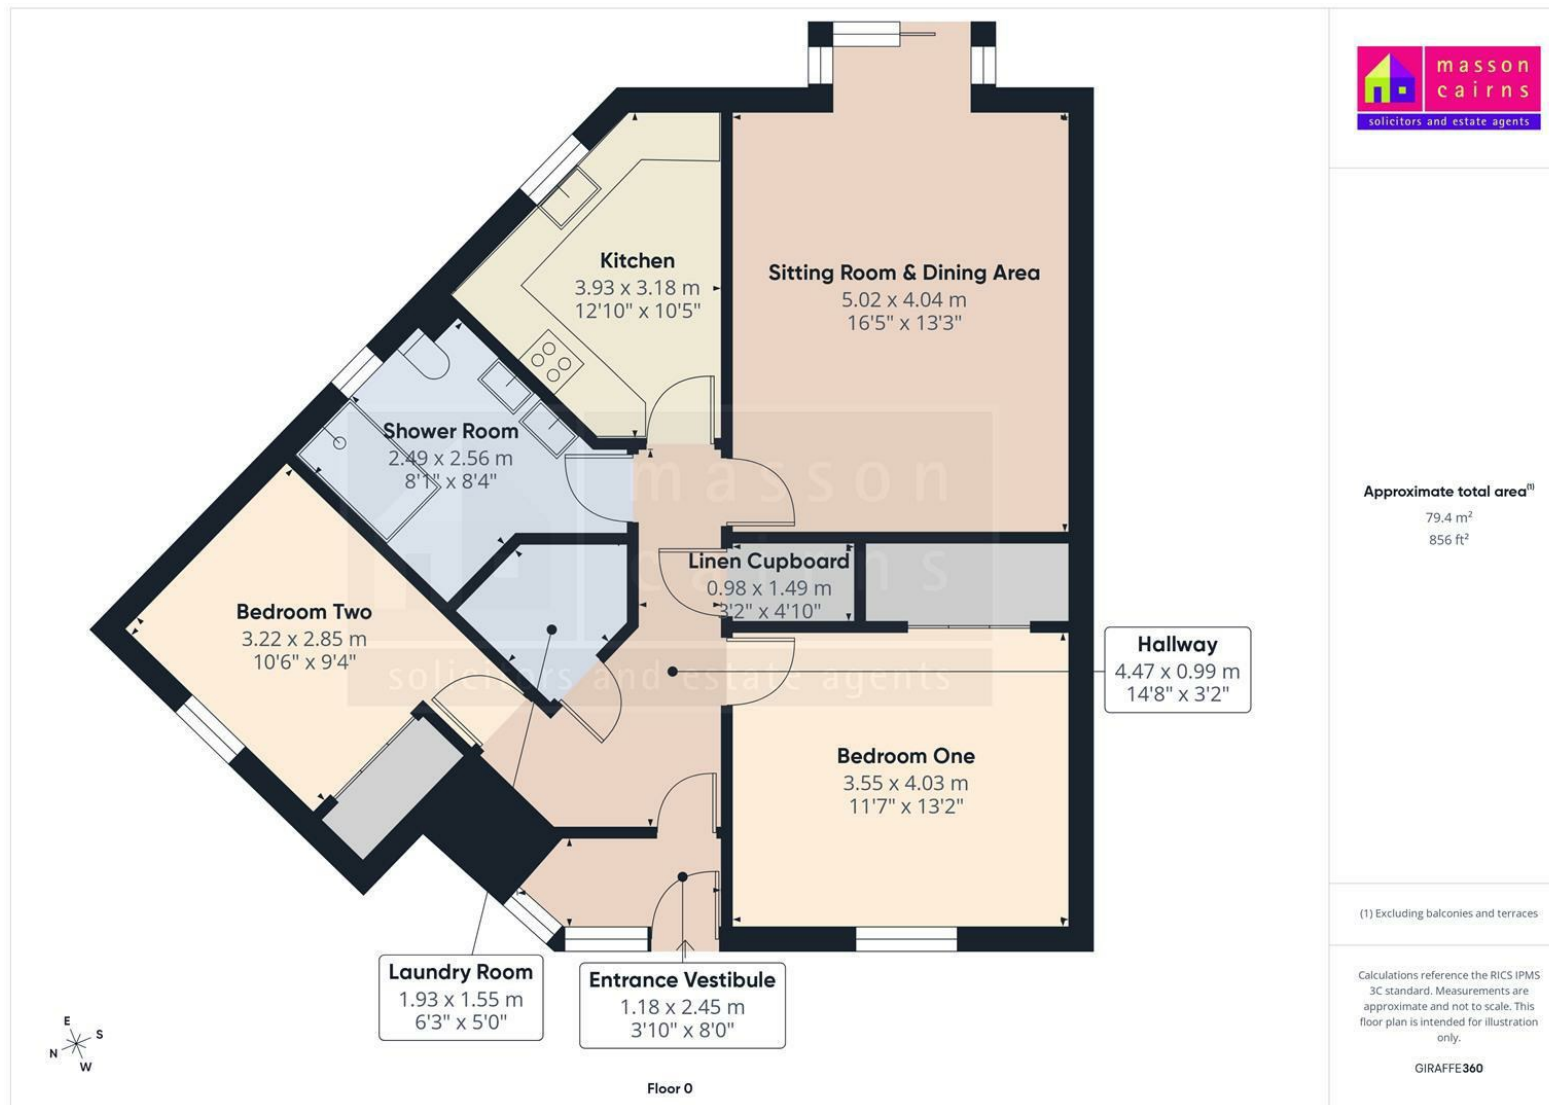 masson
cairns
solicitors and estate agents
Kitchen
3.93 x 3.18 m
12'10" x 10'5"
Sitting Room & Dining Area
5.02 x 4.04 m
16'5" x 13'3"
Shower Room
2.49 x 2.56 m
8'1" x 8'4"
masson
cairns
solicitors and estate agents
Linen Cupboard
0.98 x 1.49 m
3'2" x 4'10"
Bedroom Two
3.22 x 2.85 m
10'6" x 9'4"
Hallway
4.47 x 0.99 m
14'8" x 3'2"
Bedroom One
3.55 x 4.03 m
11'7" x 13'2"
Laundry Room
1.93 x 1.55 m
6'3" x 5'0"
Entrance Vestibule
1.18 x 2.45 m
3'10" x 8'0"
E
S
N
W
Floor 0
Approximate total area(1)
79.4 m²
856 ft²
(1) Excluding balconies and terraces
Calculations reference the RICS IPMS
3C standard. Measurements are
approximate and not to scale. This
floor plan is intended for illustration
only.
GIRAFFE360